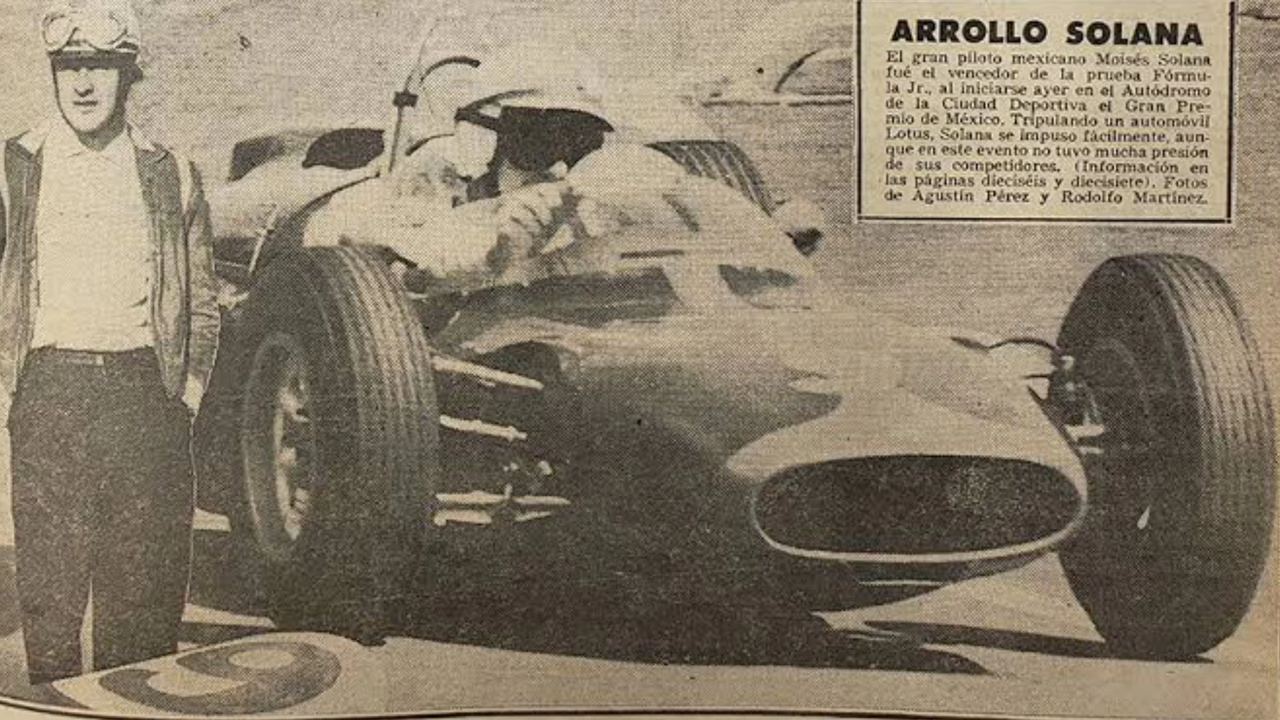 ARROLLO SOLANA
El gran piloto mexicano Moisés Solana
fué el vencedor de la prueba Fórmu-
la Jr., al iniciarse ayer en el Autódromo
de la Ciudad Deportiva el Gran Pre-
mio de México. Tripulando un automóvil
Lotus, Solana se impuso fácilmente, aun-
que en este evento no tuvo mucha presión
de sus competidores. (Información en
las páginas dieciséis y diecisiete). Fotos
de Agustín Pérez y Rodolfo Martínez.
9